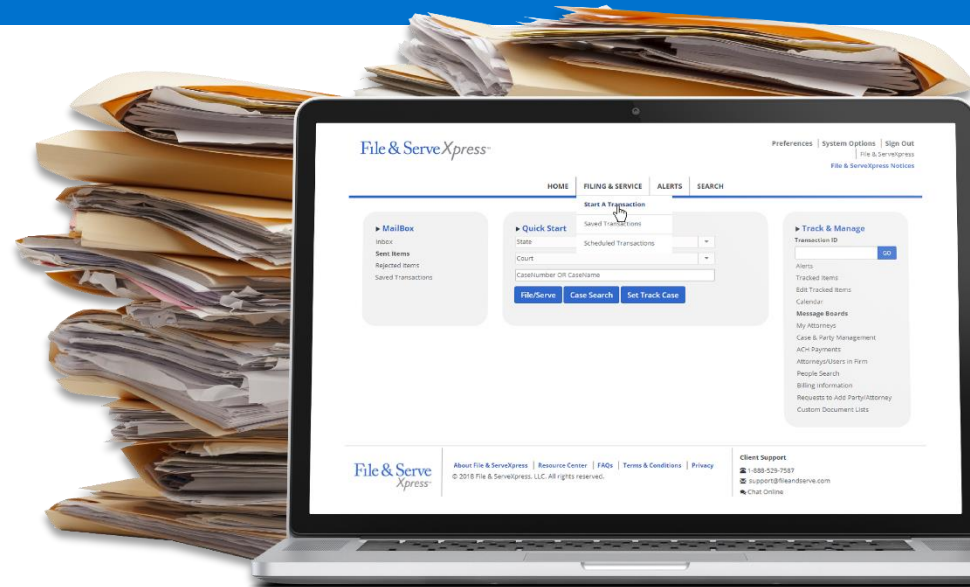 File & ServeXpress
Preferences | System Options | Sign Out
File & ServeXpress
File & ServeXpress Notices
HOME FILING & SERVICE ALERTS SEARCH
Start A Transaction
Saved Transactions
Scheduled Transactions
MailBox
Inbox
Sent Items
Rejected Items
Saved Transactions
Quick Start
State
Court
CaseNumber OR CaseName
File/Serve Case Search Set Track Case
Track & Manage
Transaction ID
GO
Alerts
Tracked Items
Edit Tracked Items
Calendar
Message Boards
My Attorneys
Case & Party Management
ACH Payments
Attorneys/Users in Firm
People Search
Billing Information
Requests to Add Party/Attorney
Custom Document Lists
File & Serve
Xpress
About File & ServeXpress | Resource Center | FAQs | Terms & Conditions | Privacy
© 2018 File & ServeXpress, LLC. All rights reserved.
Client Support
1-888-529-7587
support@fileandserve.com
Chat Online